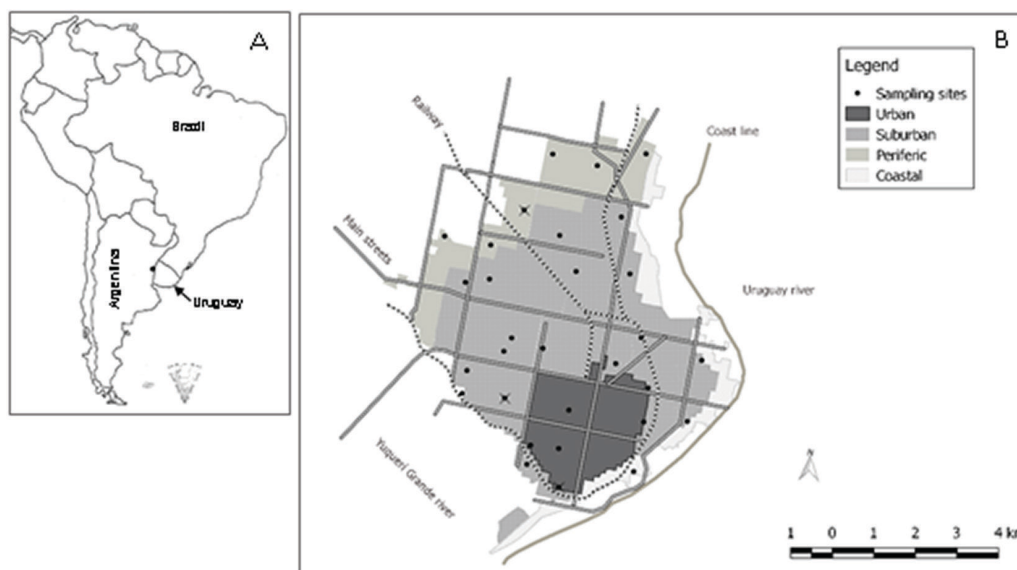 A
Brazil
Argentina
Uruguay
B
Legend
Sampling sites
Urban
Suburban
Periferic
Coastal
Railway
Coast line
Main streets
Uruguay river
Yuquerí Grande river
N
1 0 1 2 3 4 km